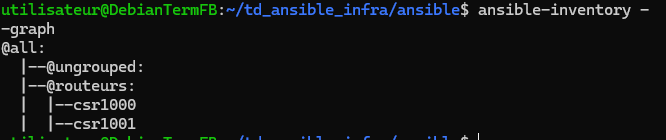 utilisateur@DebianTermFB:~/td_ansible_infra/ansible$ ansible-inventory -
-graph
@all:
  |--@ungrouped:
  |--@routeurs:
  |  |--csr1000
  |  |--csr1001